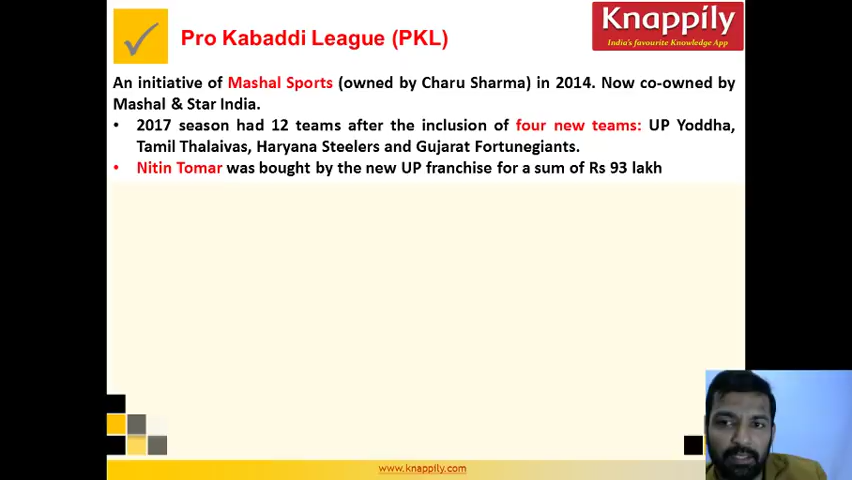 Pro Kabaddi League (PKL)
Knappily
India's favourite Knowledge App
An initiative of Mashal Sports (owned by Charu Sharma) in 2014. Now co-owned by
Mashal & Star India.
• 2017 season had 12 teams after the inclusion of four new teams: UP Yoddha,
Tamil Thalaivas, Haryana Steelers and Gujarat Fortunegiants.
• Nitin Tomar was bought by the new UP franchise for a sum of Rs 93 lakh
www.knappily.com